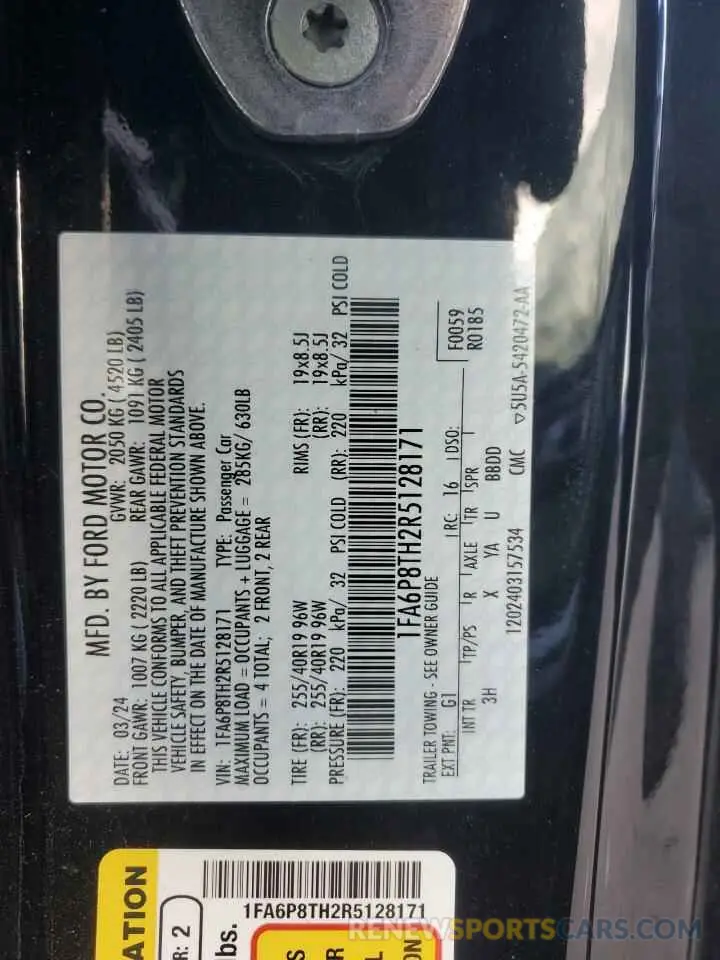 MFD. BY FORD MOTOR CO.
DATE: 03/24 GVWR: 2050 KG ( 4520 LB)
FRONT GAWR: 1007 KG ( 2220 LB) REAR GAWR: 1091 KG ( 2405 LB)
THIS VEHICLE CONFORMS TO ALL APPLICABLE FEDERAL MOTOR
VEHICLE SAFETY, BUMPER, AND THEFT PREVENTION STANDARDS
IN EFFECT ON THE DATE OF MANUFACTURE SHOWN ABOVE.
VIN: 1FA6P8TH2R5128171 TYPE: Passenger Car
MAXIMUM LOAD = OCCUPANTS + LUGGAGE = 285KG/ 630LB
OCCUPANTS = 4 TOTAL; 2 FRONT, 2 REAR
TIRE (FR): 255/40R19 96W RIMS (FR): 19x8.5J
(RR): 255/40R19 96W (RR): 19x8.5J
PRESSURE (FR): 220 kPa/ 32 PSI COLD (RR): 220 kPa/ 32 PSI COLD
1FA6P8TH2R5128171
TRAILER TOWING - SEE OWNER GUIDE
F0059
R0185
EXT PNT: G1 RC: 16 DSO:
INT TR TP/PS R AXLE TR SPR
3H X YA U BBDD
1202403157534 CMC ▽5U5A-5420472-AA
1FA6P8TH2R5128171
ATION
R: 2
lbs.
S
R
L
ON
RENEWSPORTSCARS.COM